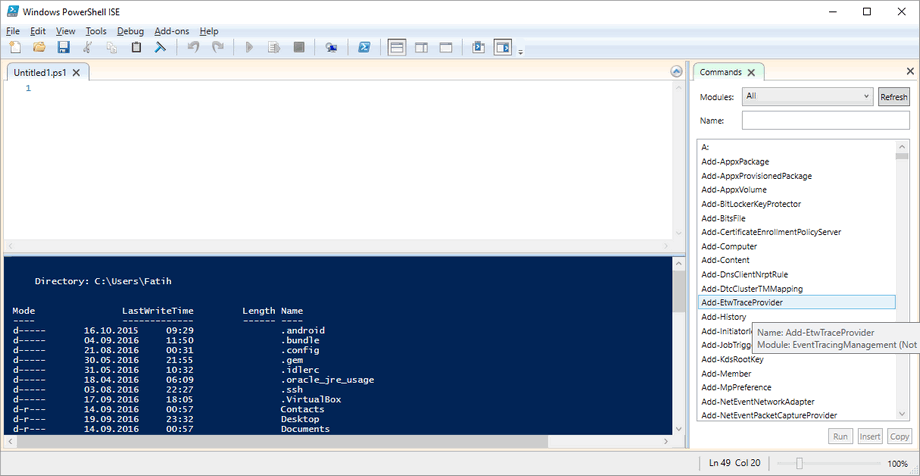 Windows PowerShell ISE
File Edit View Tools Debug Add-ons Help
Untitled1.ps1
1
Directory: C:\Users\Fatih
Mode LastWriteTime Length Name
---- ------------- ------ ----
d----- 16.10.2015 09:29 .android
d----- 04.09.2016 11:50 .bundle
d----- 21.08.2016 00:31 .config
d----- 30.05.2016 21:55 .gem
d----- 31.05.2016 10:32 .idlerc
d----- 18.04.2016 06:09 .oracle_jre_usage
d----- 03.08.2016 22:27 .ssh
d----- 17.09.2016 18:05 .VirtualBox
d-r--- 14.09.2016 00:57 Contacts
d-r--- 19.09.2016 23:32 Desktop
d-r--- 14.09.2016 00:57 Documents
Commands
Modules: All Refresh
Name:
A:
Add-AppxPackage
Add-AppxProvisionedPackage
Add-AppxVolume
Add-BitLockerKeyProtector
Add-BitsFile
Add-CertificateEnrollmentPolicyServer
Add-Computer
Add-Content
Add-DnsClientNrptRule
Add-DtcClusterTMMapping
Add-EtwTraceProvider
Add-History
Add-Initiator
Name: Add-EtwTraceProvider
Add-JobTrigg
Module: EventTracingManagement (Not
Add-KdsRootKey
Add-Member
Add-MpPreference
Add-NetEventNetworkAdapter
Add-NetEventPacketCaptureProvider
Run Insert Copy
Ln 49 Col 20 100%